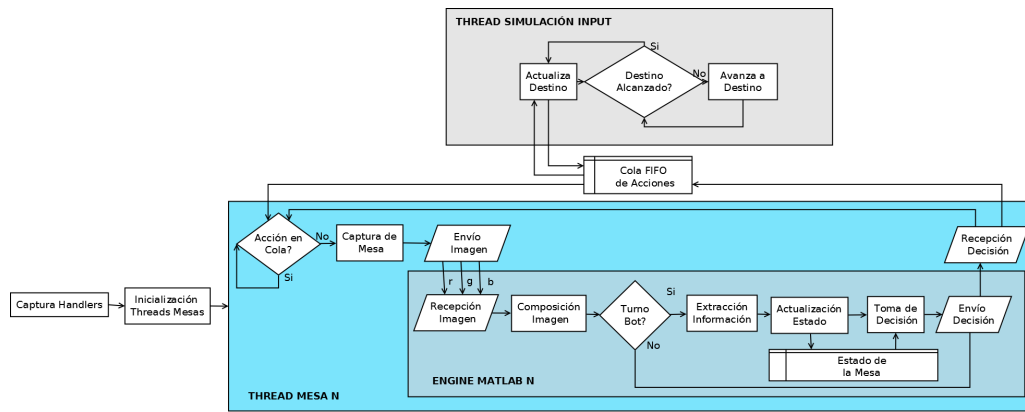 THREAD SIMULACIÓN INPUT
Si
Actualiza
Destino
Destino
Alcanzado?
No
Avanza a
Destino
Cola FIFO
de Acciones
Acción en
Cola?
No
Si
Captura de
Mesa
Envío
Imagen
Recepción
Decisión
r
g
b
Captura Handlers
Inicialización
Threads Mesas
Recepción
Imagen
Composición
Imagen
Turno
Bot?
Si
No
Extracción
Información
Actualización
Estado
Toma de
Decisión
Envío
Decisión
Estado de
la Mesa
ENGINE MATLAB N
THREAD MESA N